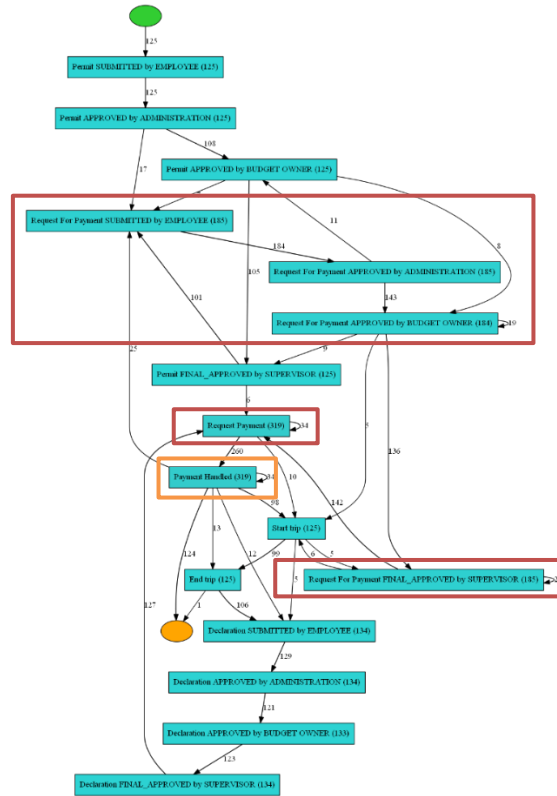 125
Permit SUBMITTED by EMPLOYEE (125)
125
Permit APPROVED by ADMINISTRATION (125)
108
17
Permit APPROVED by BUDGET OWNER (125)
Request For Payment SUBMITTED by EMPLOYEE (185)
11
8
184
105
Request For Payment APPROVED by ADMINISTRATION (185)
101
143
Request For Payment APPROVED by BUDGET OWNER (184)
19
25
9
Permit FINAL_APPROVED by SUPERVISOR (125)
6
Request Payment (319)
34
5
136
260
Payment Handled (319)
34
10
142
98
Start trip (125)
13
124
12
99
6
5
End trip (125)
5
Request For Payment FINAL_APPROVED by SUPERVISOR (185)
2
127
1
106
Declaration SUBMITTED by EMPLOYEE (134)
129
Declaration APPROVED by ADMINISTRATION (134)
121
Declaration APPROVED by BUDGET OWNER (133)
123
Declaration FINAL_APPROVED by SUPERVISOR (134)